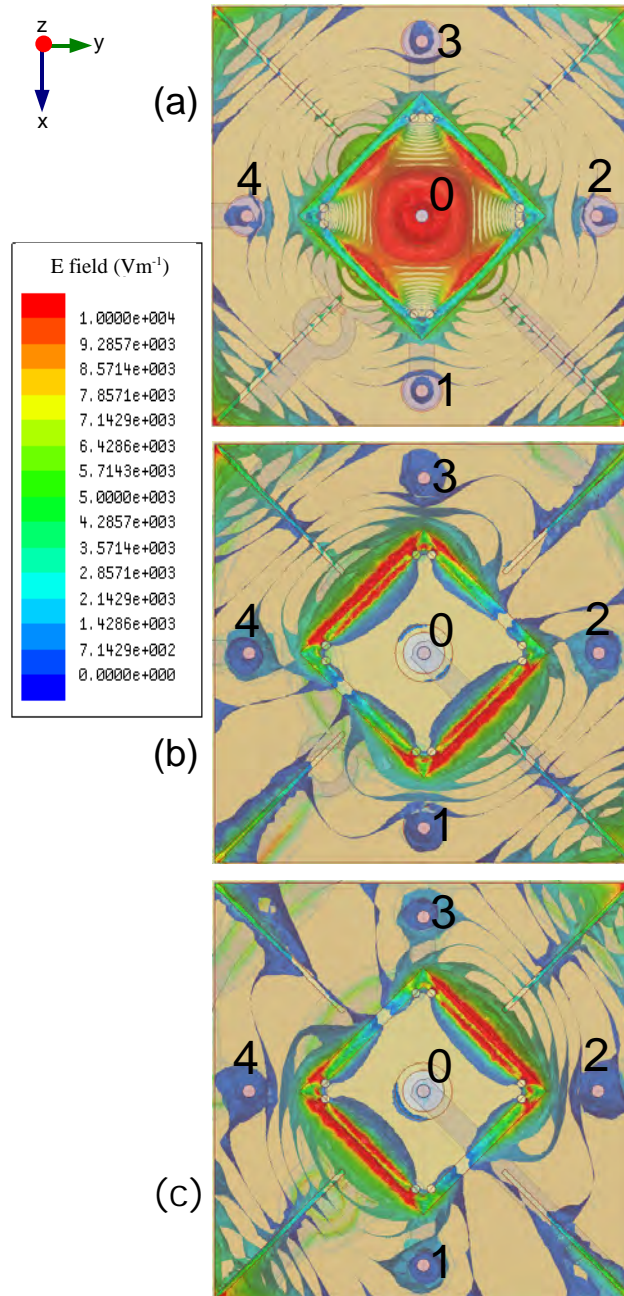 z
y
x
(a)
3
4
0
2
1
E field (Vm⁻¹)
1.0000e+004
9.2857e+003
8.5714e+003
7.8571e+003
7.1429e+003
6.4286e+003
5.7143e+003
5.0000e+003
4.2857e+003
3.5714e+003
2.8571e+003
2.1429e+003
1.4286e+003
7.1429e+002
0.0000e+000
(b)
3
4
0
2
1
(c)
3
4
0
2
1